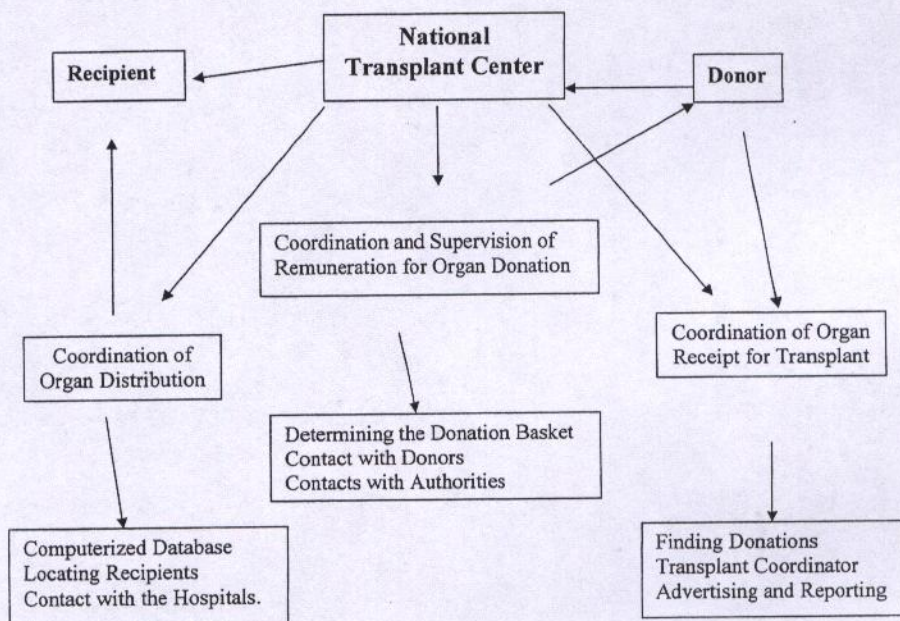 National
Transplant Center
Recipient
Donor
Coordination and Supervision of
Remuneration for Organ Donation
Coordination of
Organ Distribution
Coordination of Organ
Receipt for Transplant
Determining the Donation Basket
Contact with Donors
Contacts with Authorities
Computerized Database
Locating Recipients
Contact with the Hospitals.
Finding Donations
Transplant Coordinator
Advertising and Reporting